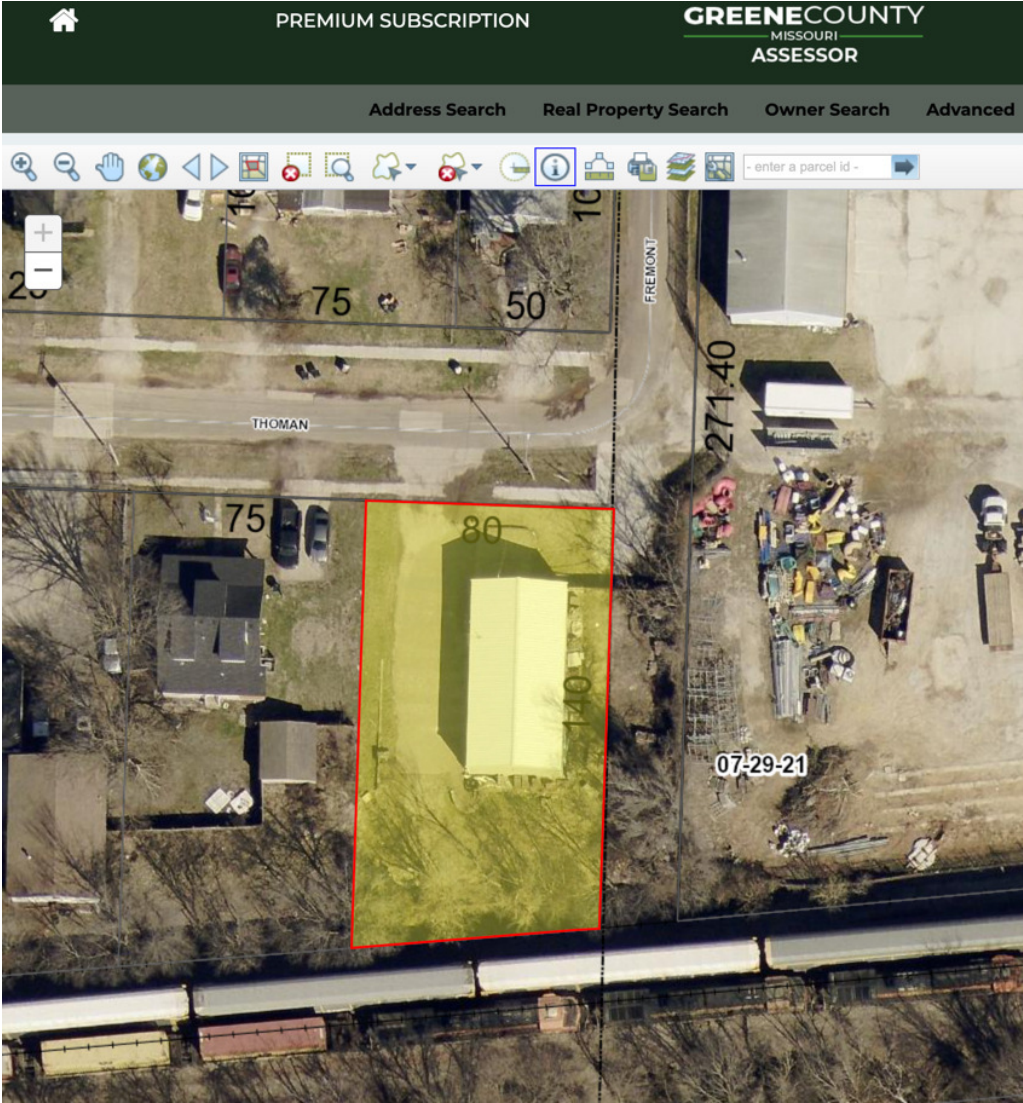 PREMIUM SUBSCRIPTION
GREENECOUNTY
MISSOURI
ASSESSOR
Address Search Real Property Search Owner Search Advanced
- enter a parcel id -
+
−
75
50
FREMONT
271.40
THOMAN
75
80
140
07-29-21